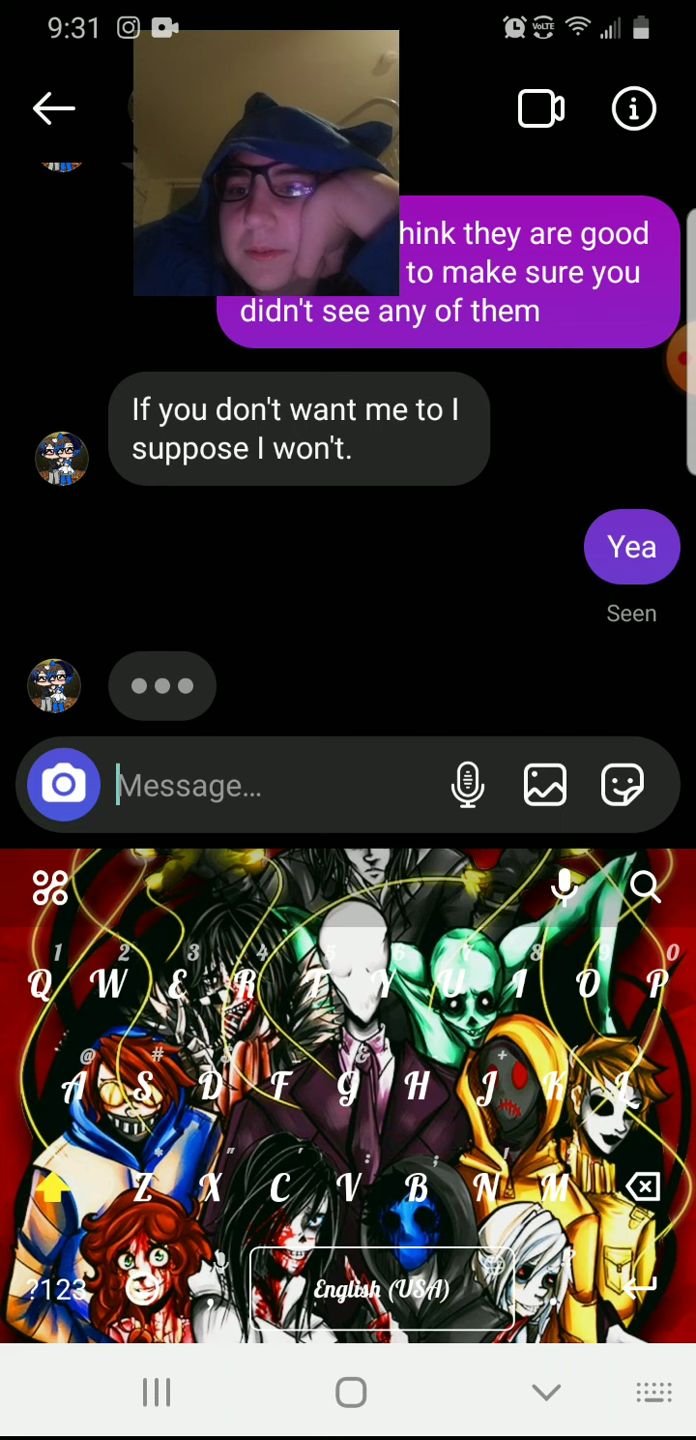 9:31
VoLTE
hink they are good
to make sure you
didn't see any of them
If you don't want me to I
suppose I won't.
Yea
Seen
Message...
1 2 3 4 5 6 7 8 9 0
Q W E R T Y U I O P
@ # & + ( )
A S D F G H J K L
* " ' : ; ! ?
Z X C V B N M
?123 , English (USA) .